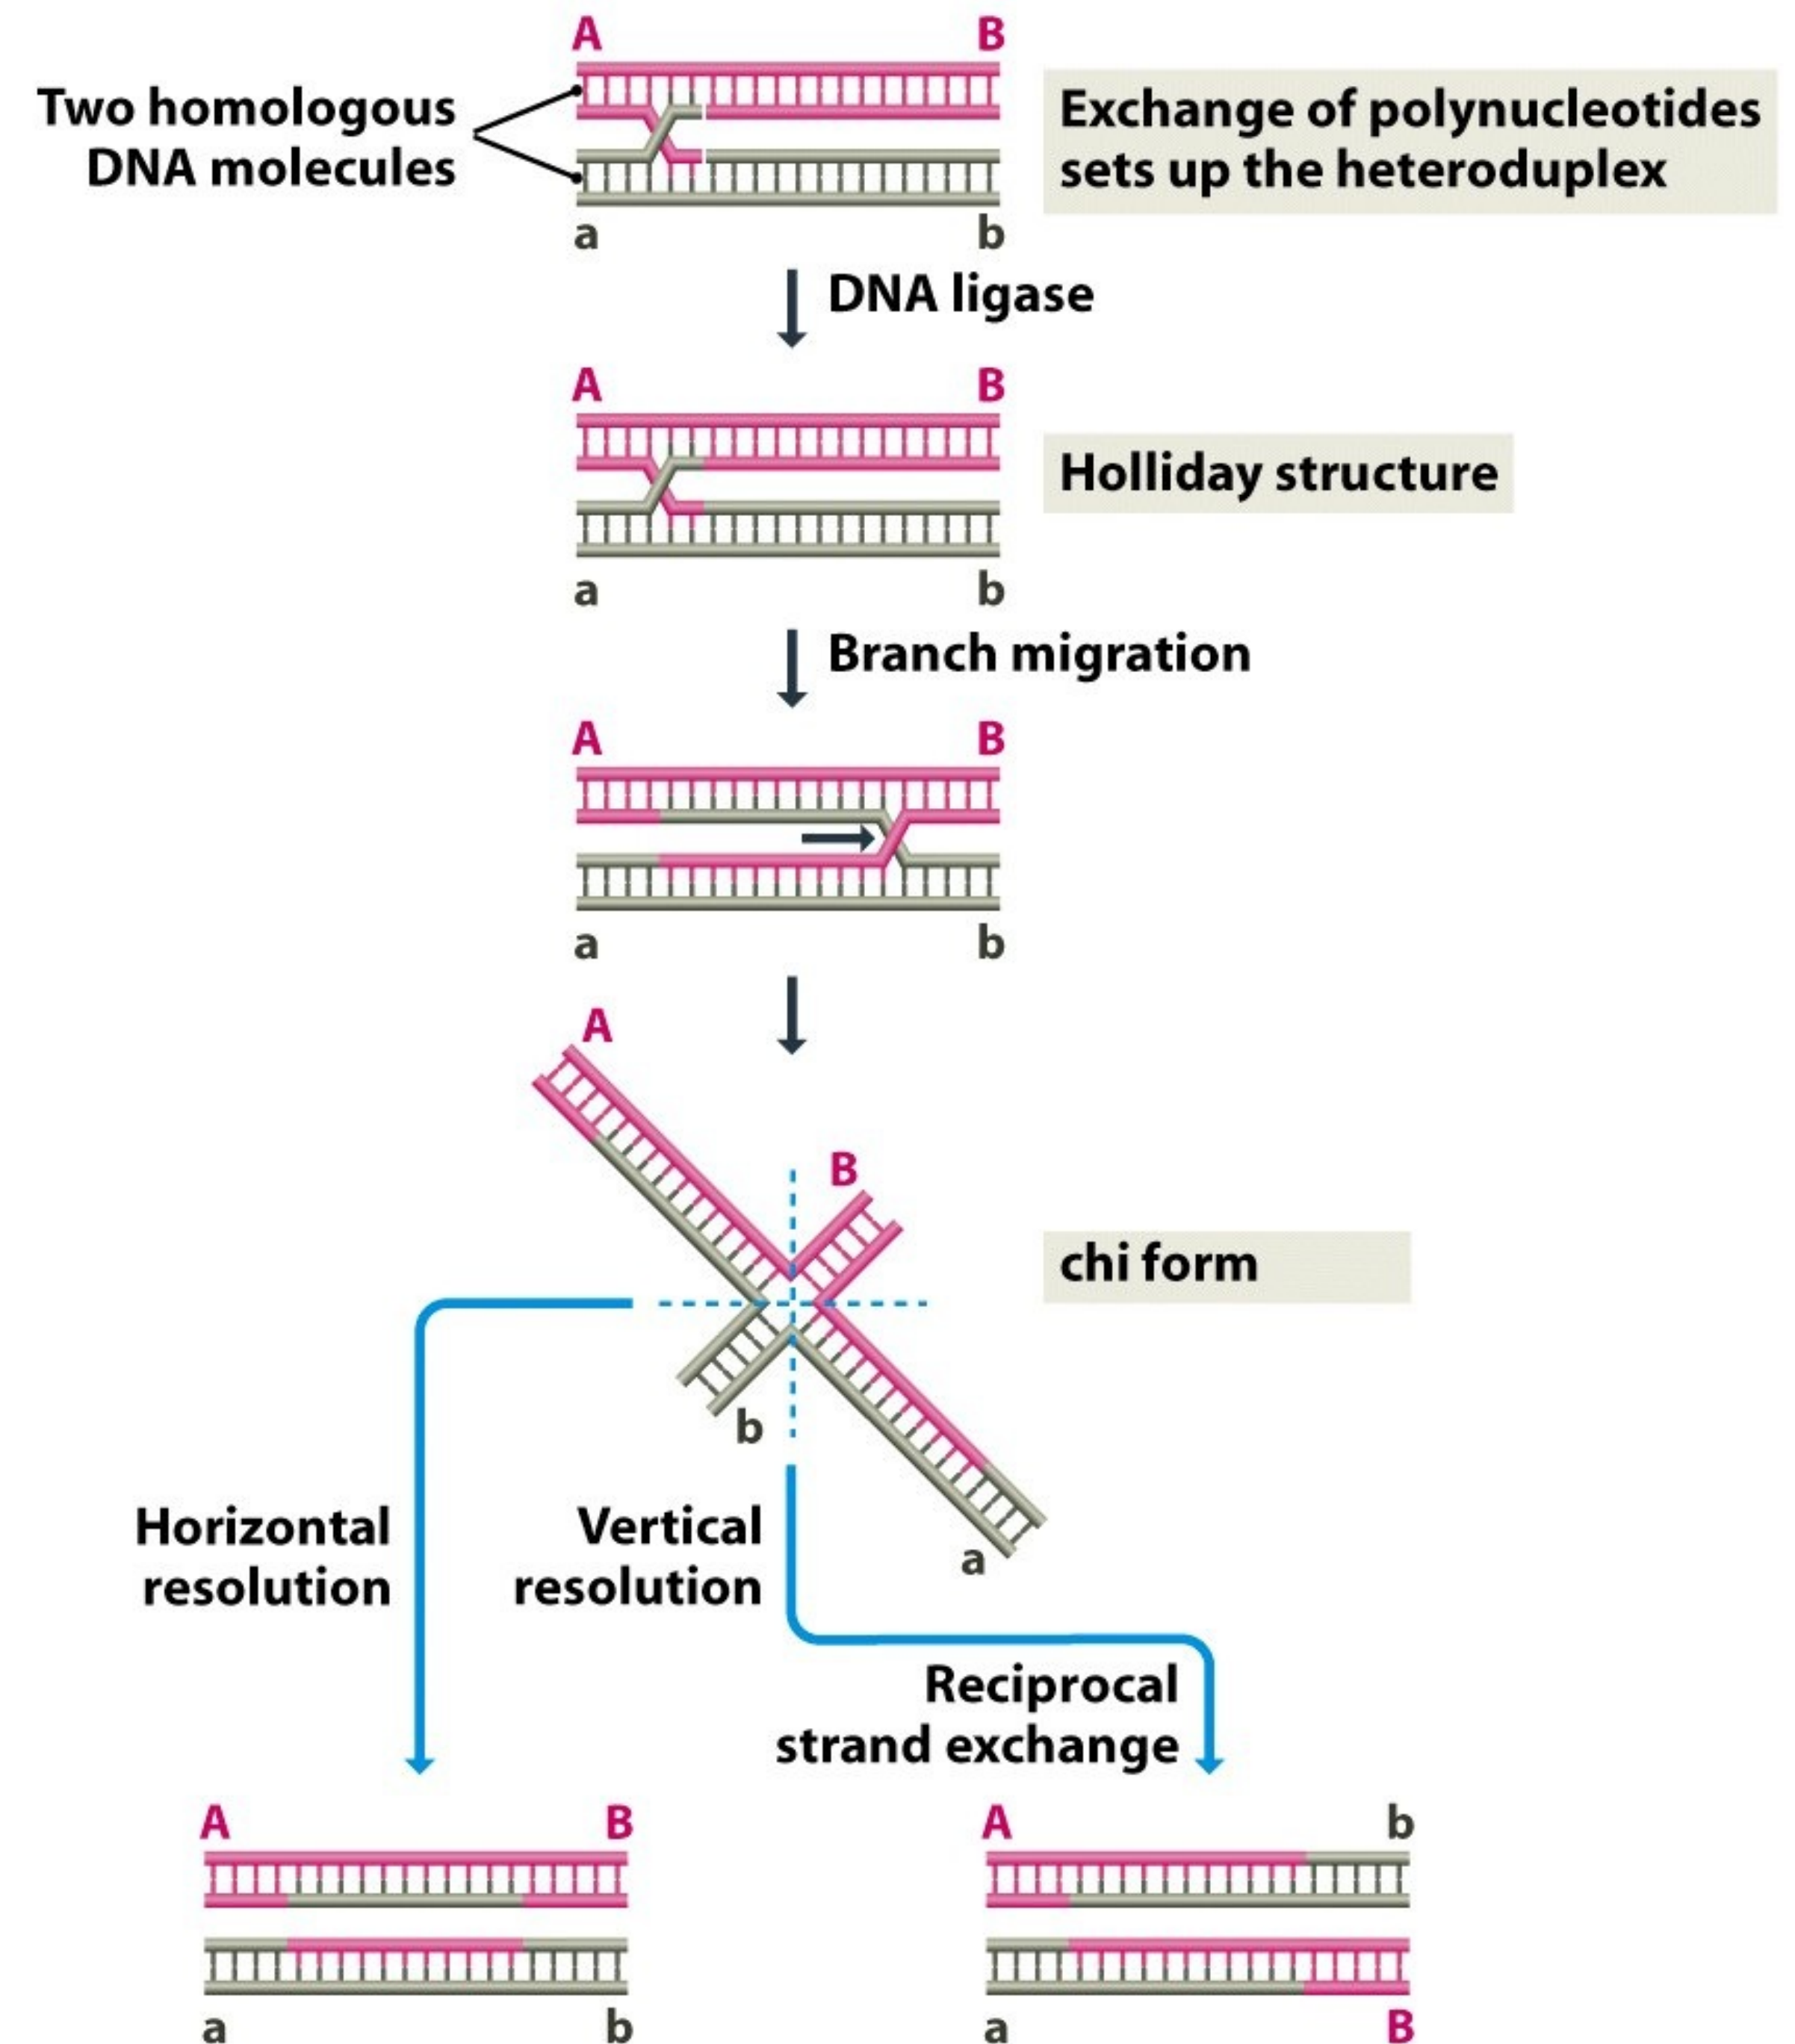 A B
Two homologous
DNA molecules
Exchange of polynucleotides
sets up the heteroduplex
a b
DNA ligase
A B
Holliday structure
a b
Branch migration
A B
a b
A
B
chi form
b
a
Horizontal
resolution
Vertical
resolution
Reciprocal
strand exchange
A B
a b
A b
a B